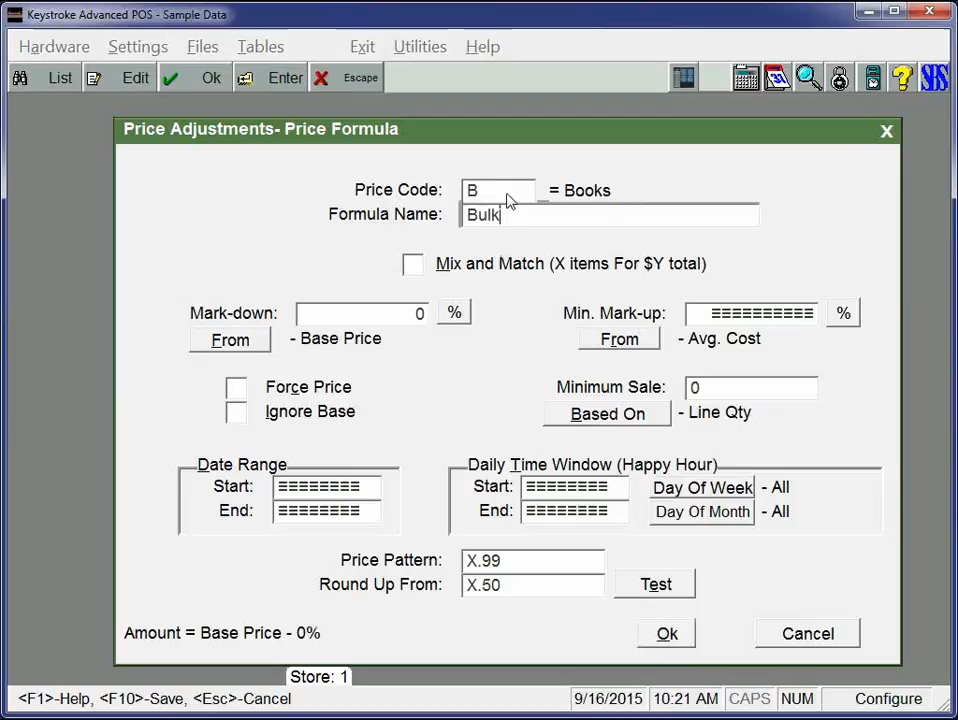 Keystroke Advanced POS - Sample Data
Hardware Settings Files Tables Exit Utilities Help
List Edit Ok Enter Escape 31 ? SBS
Price Adjustments- Price Formula X
Price Code: B = Books
Formula Name: Bulk
Mix and Match (X items For $Y total)
Mark-down: 0 % Min. Mark-up: ========== %
From - Base Price From - Avg. Cost
Force Price Minimum Sale: 0
Ignore Base Based On - Line Qty
Date Range Daily Time Window (Happy Hour)
Start: ======== Start: ======== Day Of Week - All
End: ======== End: ======== Day Of Month - All
Price Pattern: X.99
Round Up From: X.50 Test
Amount = Base Price - 0% Ok Cancel
Store: 1
<F1>-Help, <F10>-Save, <Esc>-Cancel 9/16/2015 10:21 AM CAPS NUM Configure